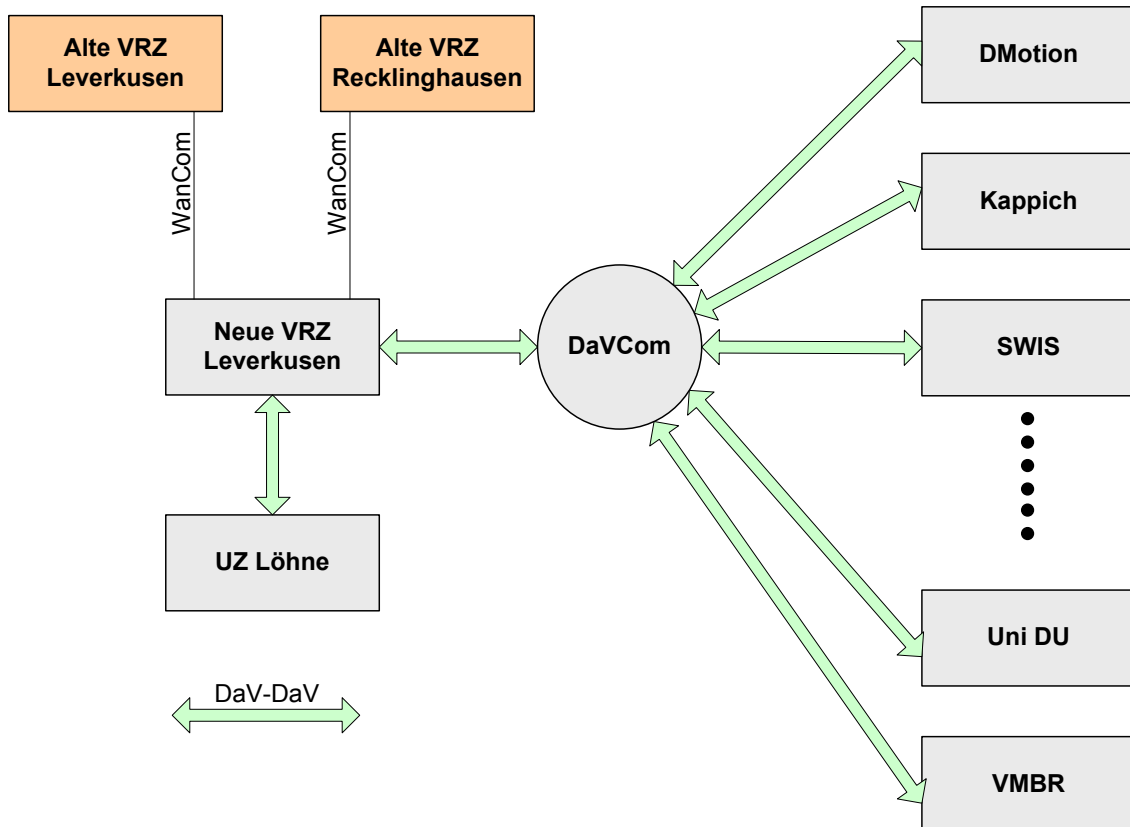 Alte VRZ
Leverkusen
Alte VRZ
Recklinghausen
DMotion
WanCom
WanCom
Kappich
Neue VRZ
Leverkusen
DaVCom
SWIS
UZ Löhne
Uni DU
DaV-DaV
VMBR